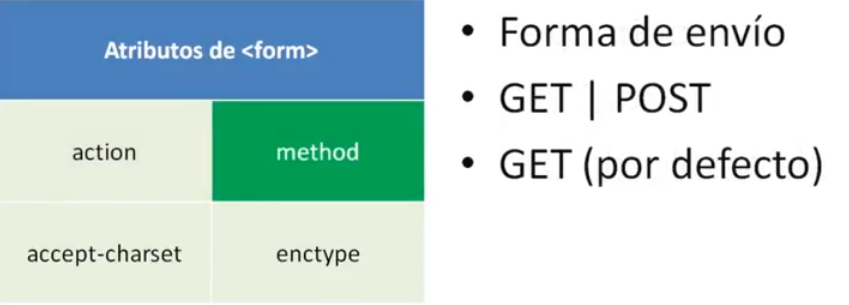 Atributos de <form>
action method
accept-charset enctype
• Forma de envío
• GET | POST
• GET (por defecto)